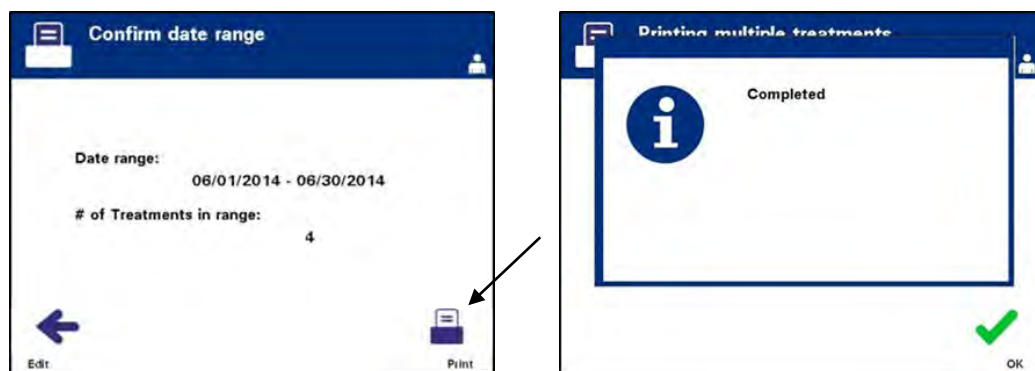 Confirm date range
Date range:
06/01/2014 - 06/30/2014
# of Treatments in range:
4
Edit
Print
Printing multiple treatments
Completed
OK